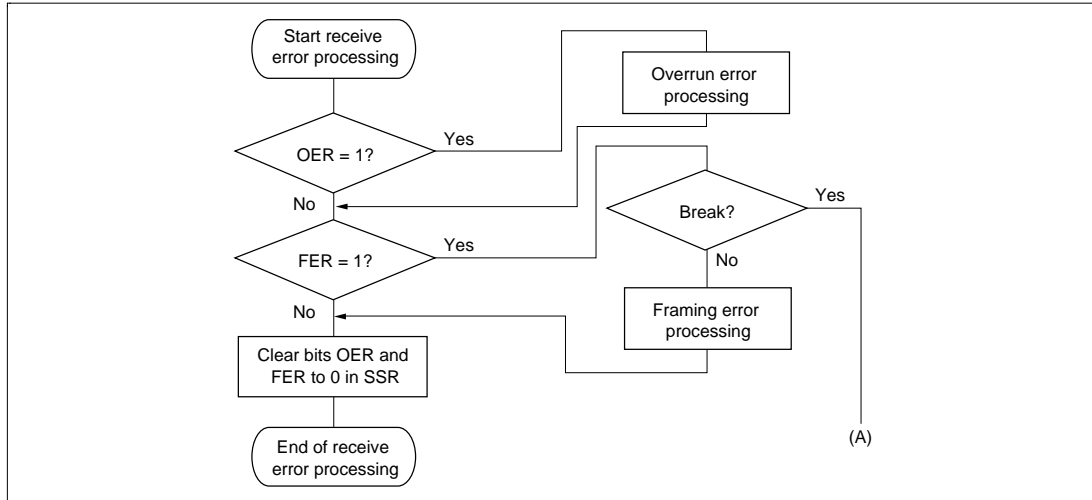 Start receive
error processing
OER = 1?
Yes
Overrun error
processing
No
FER = 1?
Yes
Break?
Yes
No
Framing error
processing
No
Clear bits OER and
FER to 0 in SSR
End of receive
error processing
(A)